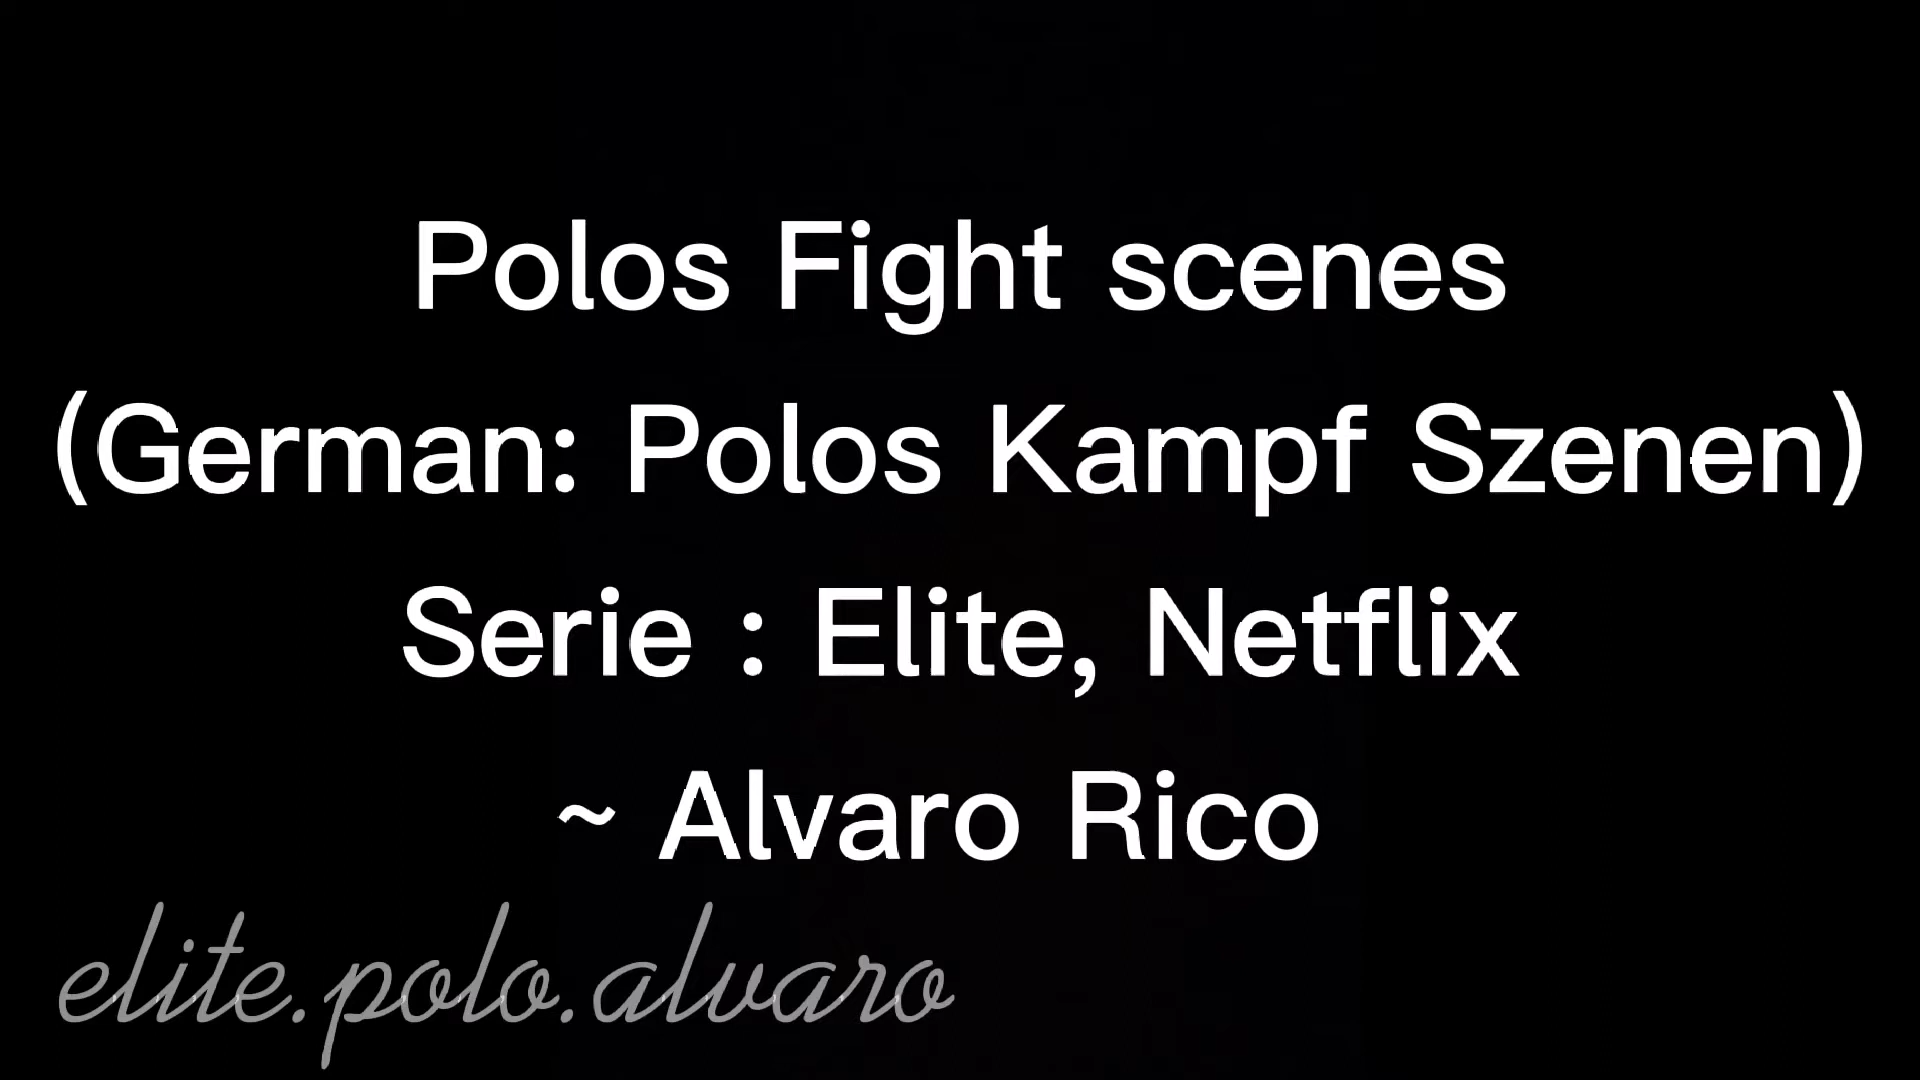 Polos Fight scenes
(German: Polos Kampf Szenen)
Serie : Elite, Netflix
~ Alvaro Rico
elite.polo.alvaro